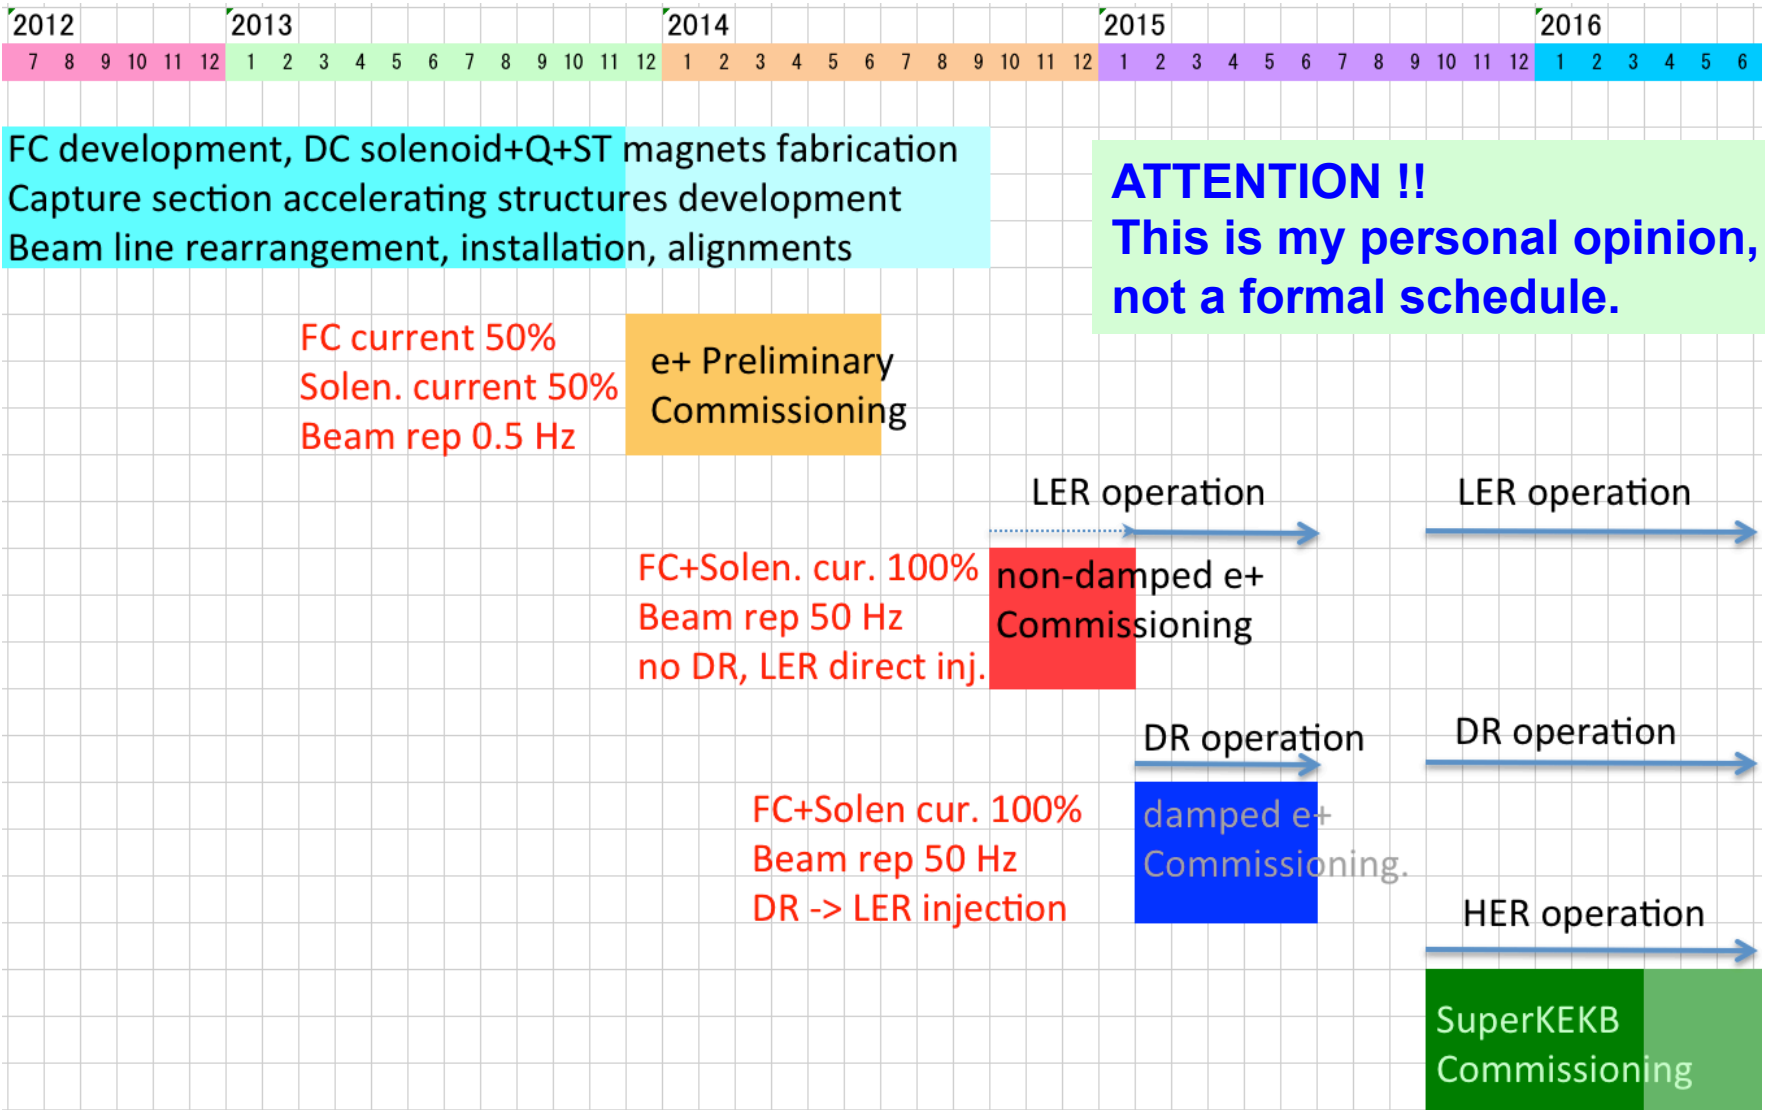 2012 2013 2014 2015 2016
7 8 9 10 11 12 1 2 3 4 5 6 7 8 9 10 11 12 1 2 3 4 5 6 7 8 9 10 11 12 1 2 3 4 5 6 7 8 9 10 11 12 1 2 3 4 5 6
FC development, DC solenoid+Q+ST magnets fabrication
Capture section accelerating structures development
Beam line rearrangement, installation, alignments
ATTENTION !!
This is my personal opinion,
not a formal schedule.
FC current 50%
Solen. current 50%
Beam rep 0.5 Hz
e+ Preliminary
Commissioning
LER operation
LER operation
FC+Solen. cur. 100%
Beam rep 50 Hz
no DR, LER direct inj.
non-damped e+
Commissioning
DR operation
DR operation
FC+Solen cur. 100%
Beam rep 50 Hz
DR -> LER injection
damped e+
Commissioning.
HER operation
SuperKEKB
Commissioning